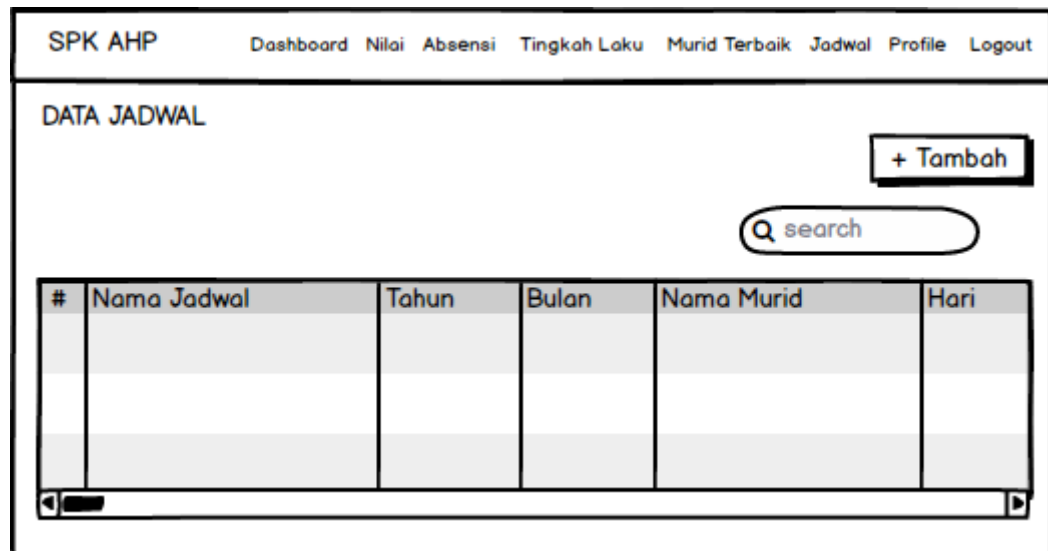 SPK AHP Dashboard Nilai Absensi Tingkah Laku Murid Terbaik Jadwal Profile Logout
DATA JADWAL
+ Tambah
search
# Nama Jadwal Tahun Bulan Nama Murid Hari